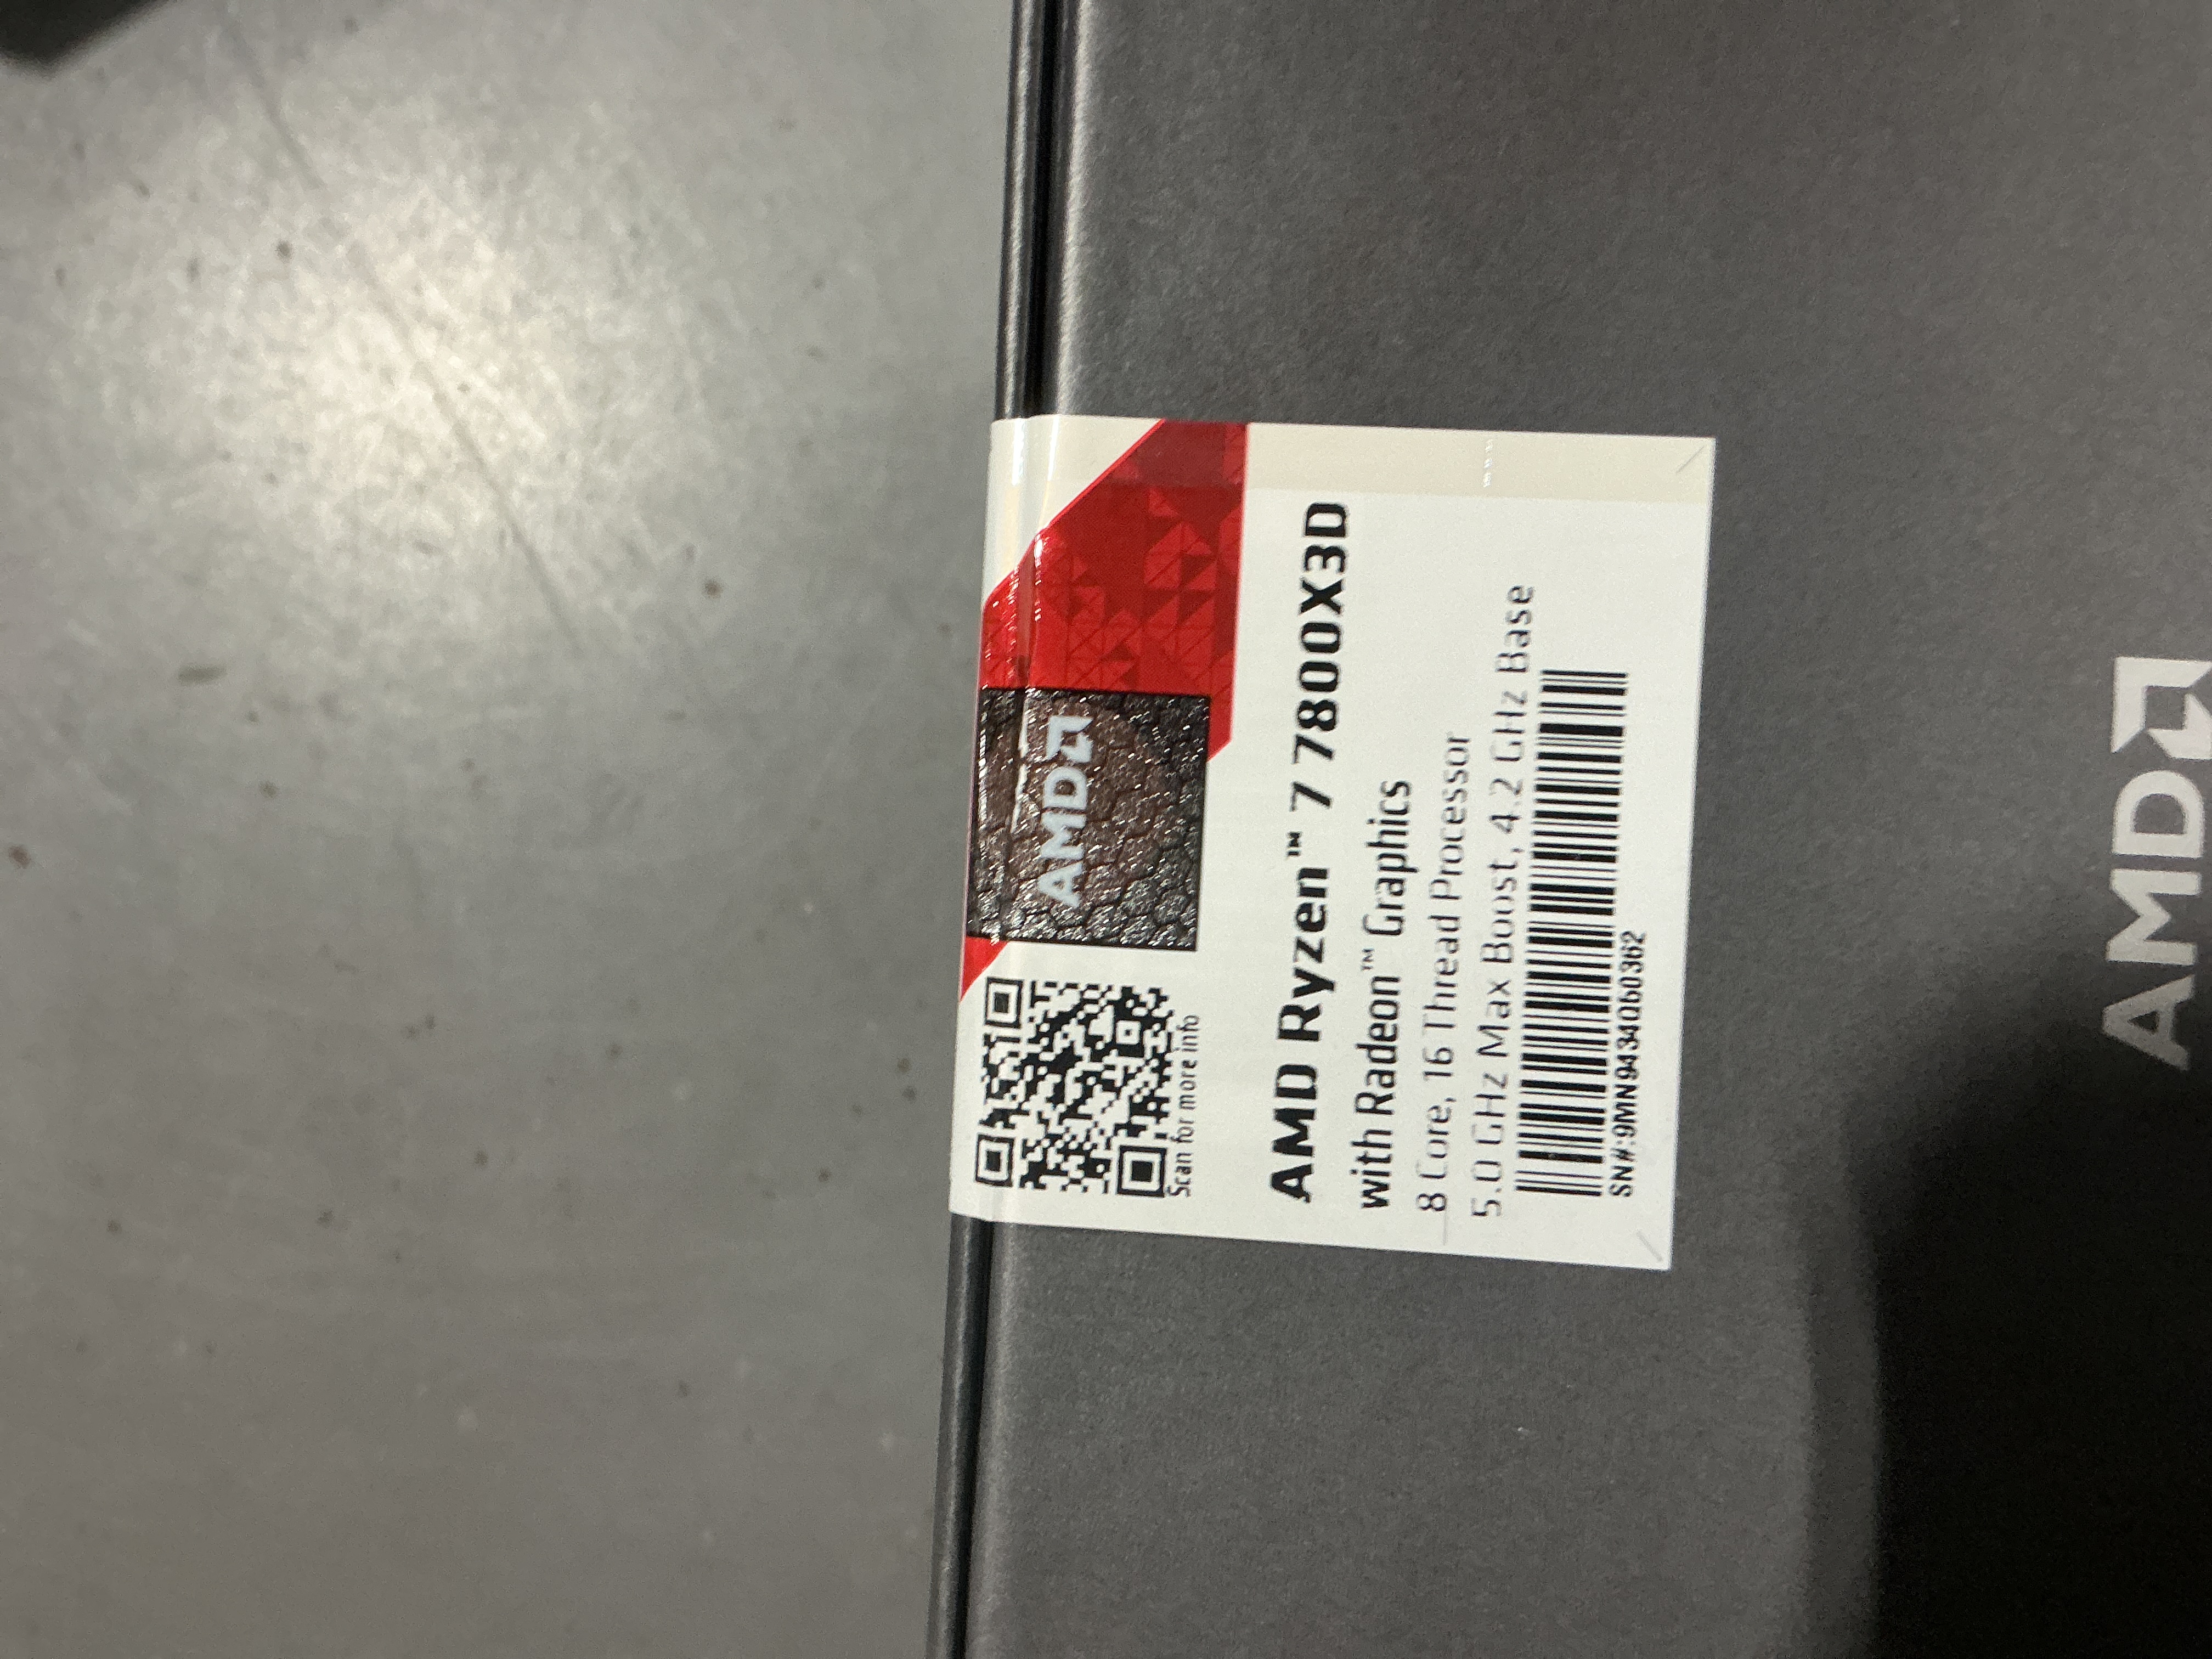 AMD
Scan for more info
AMD Ryzen™ 7 7800X3D
with Radeon™ Graphics
8 Core, 16 Thread Processor
5.0 GHz Max Boost, 4.2 GHz Base
AMD